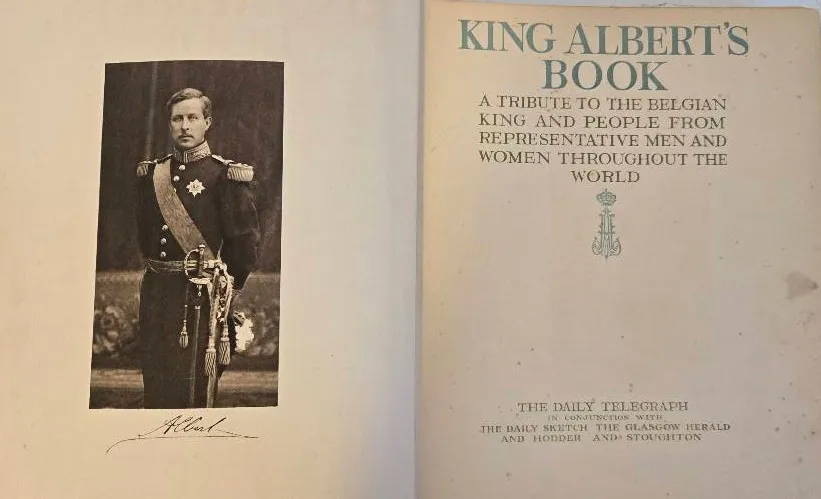 Albert
KING ALBERT'S
BOOK
A TRIBUTE TO THE BELGIAN
KING AND PEOPLE FROM
REPRESENTATIVE MEN AND
WOMEN THROUGHOUT THE
WORLD
THE DAILY TELEGRAPH
IN CONJUNCTION WITH
THE DAILY SKETCH THE GLASGOW HERALD
AND HODDER AND STOUGHTON